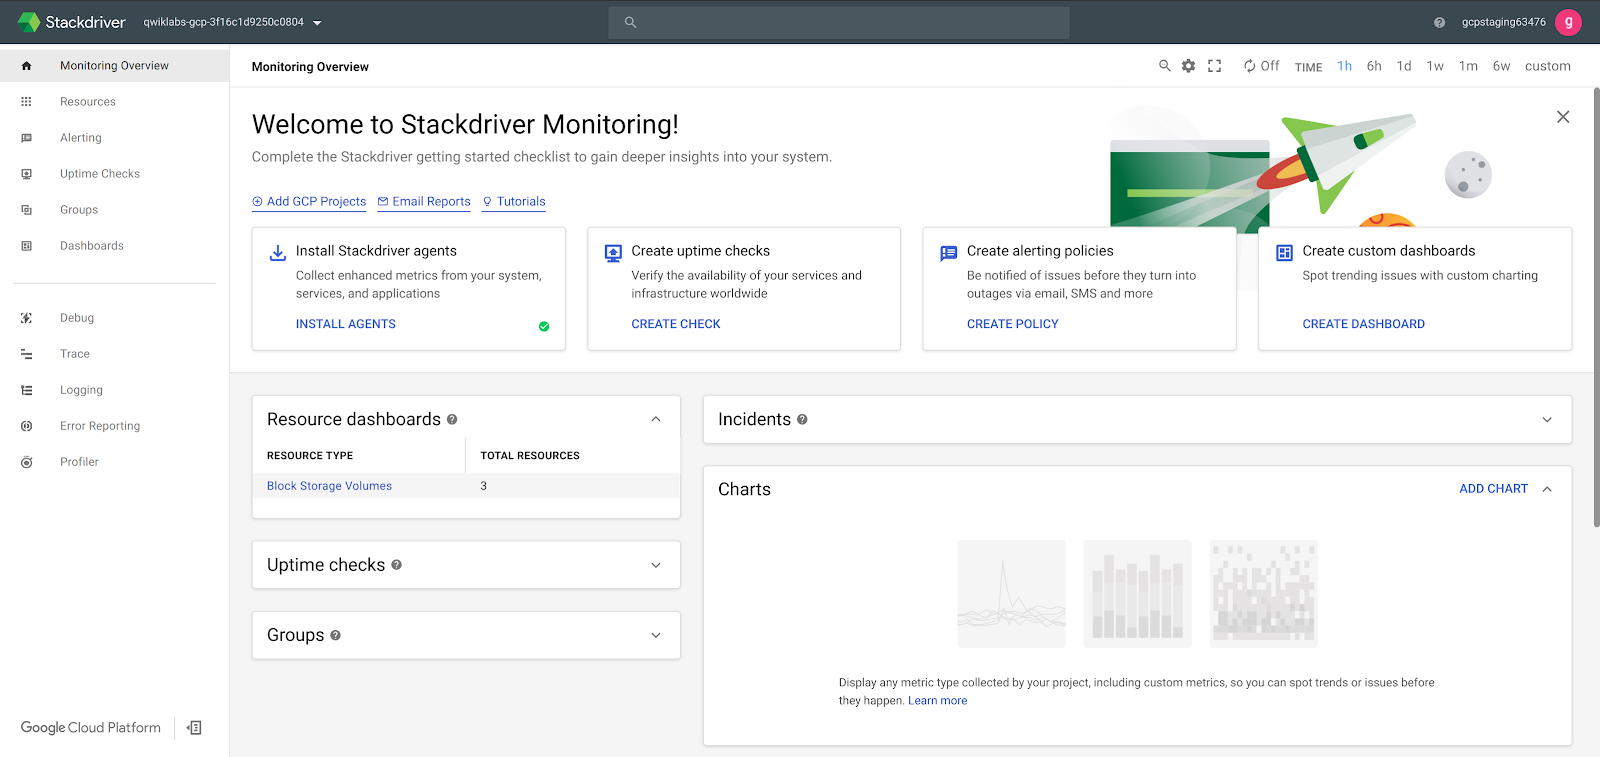 Stackdriver
qwiklabs-gcp-3f16c1d9250c0804
gcpstaging63476
g
Monitoring Overview
Resources
Alerting
Uptime Checks
Groups
Dashboards
Debug
Trace
Logging
Error Reporting
Profiler
Google Cloud Platform
Monitoring Overview
Off TIME 1h 6h 1d 1w 1m 6w custom
Welcome to Stackdriver Monitoring!
Complete the Stackdriver getting started checklist to gain deeper insights into your system.
Add GCP Projects Email Reports Tutorials
Install Stackdriver agents
Collect enhanced metrics from your system,
services, and applications
INSTALL AGENTS
Create uptime checks
Verify the availability of your services and
infrastructure worldwide
CREATE CHECK
Create alerting policies
Be notified of issues before they turn into
outages via email, SMS and more
CREATE POLICY
Create custom dashboards
Spot trending issues with custom charting
CREATE DASHBOARD
Resource dashboards
RESOURCE TYPE TOTAL RESOURCES
Block Storage Volumes 3
Uptime checks
Groups
Incidents
Charts
ADD CHART
Display any metric type collected by your project, including custom metrics, so you can spot trends or issues before
they happen. Learn more